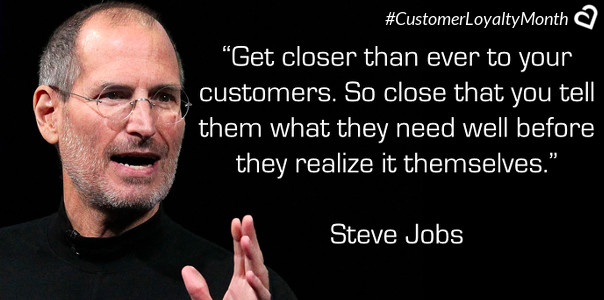 #CustomerLoyaltyMonth
“Get closer than ever to your
customers. So close that you tell
them what they need well before
they realize it themselves.”
Steve Jobs